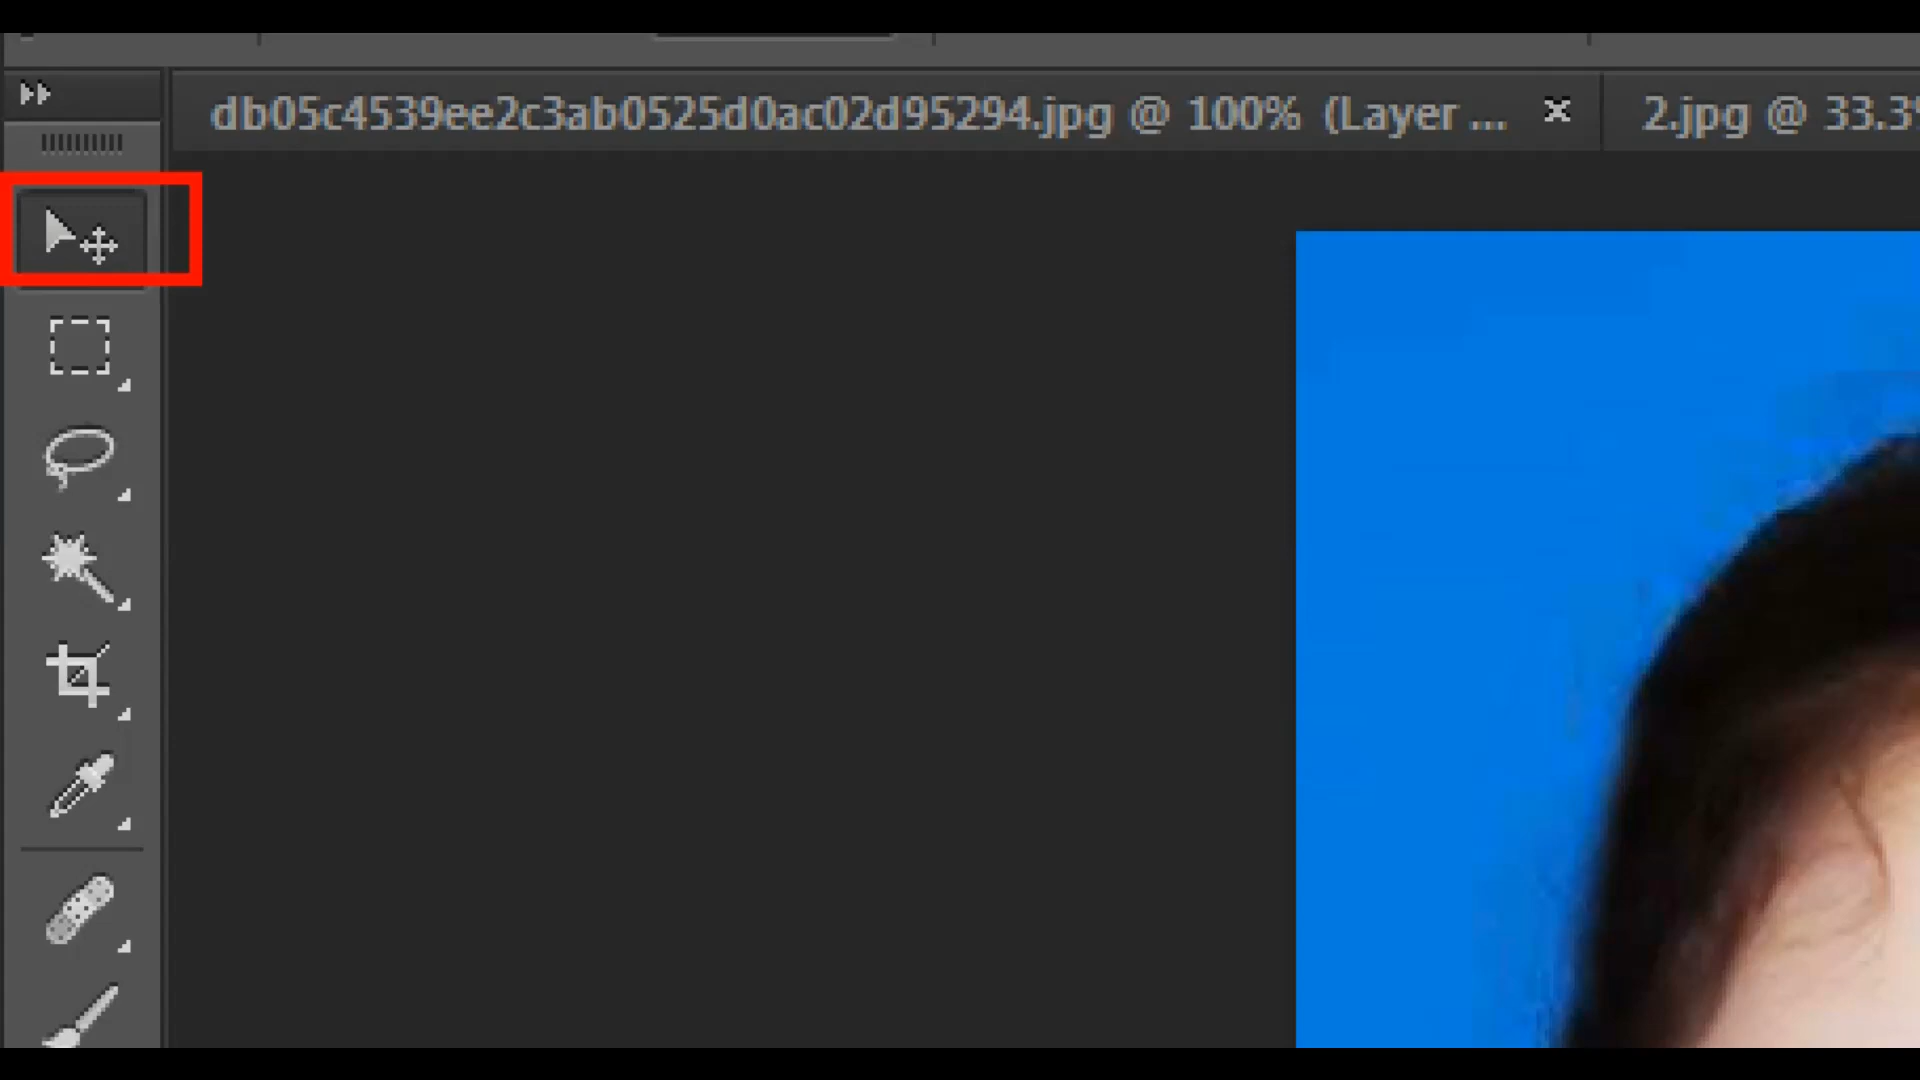 db05c4539ee2c3ab0525d0ac02d95294.jpg @ 100% (Layer ...
2.jpg @ 33.3%